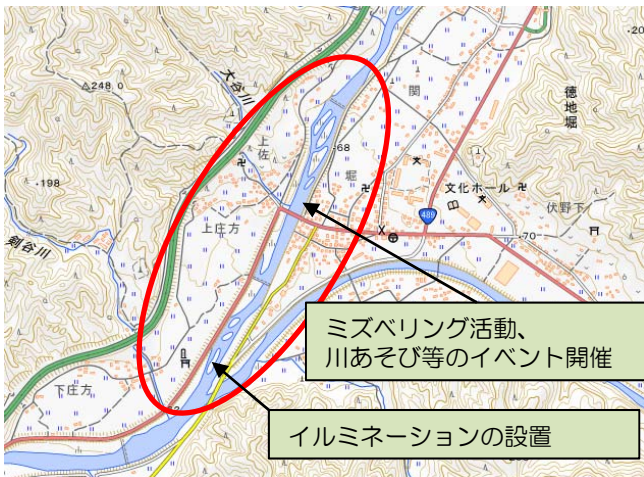 ・20
関
248.0
大谷川
徳地堀
上佐
・68
・198
堀
文化ホール
489
伏野下
上庄方
・70
剣谷川
ミズベリング活動、
川あそび等のイベント開催
下庄方
イルミネーションの設置